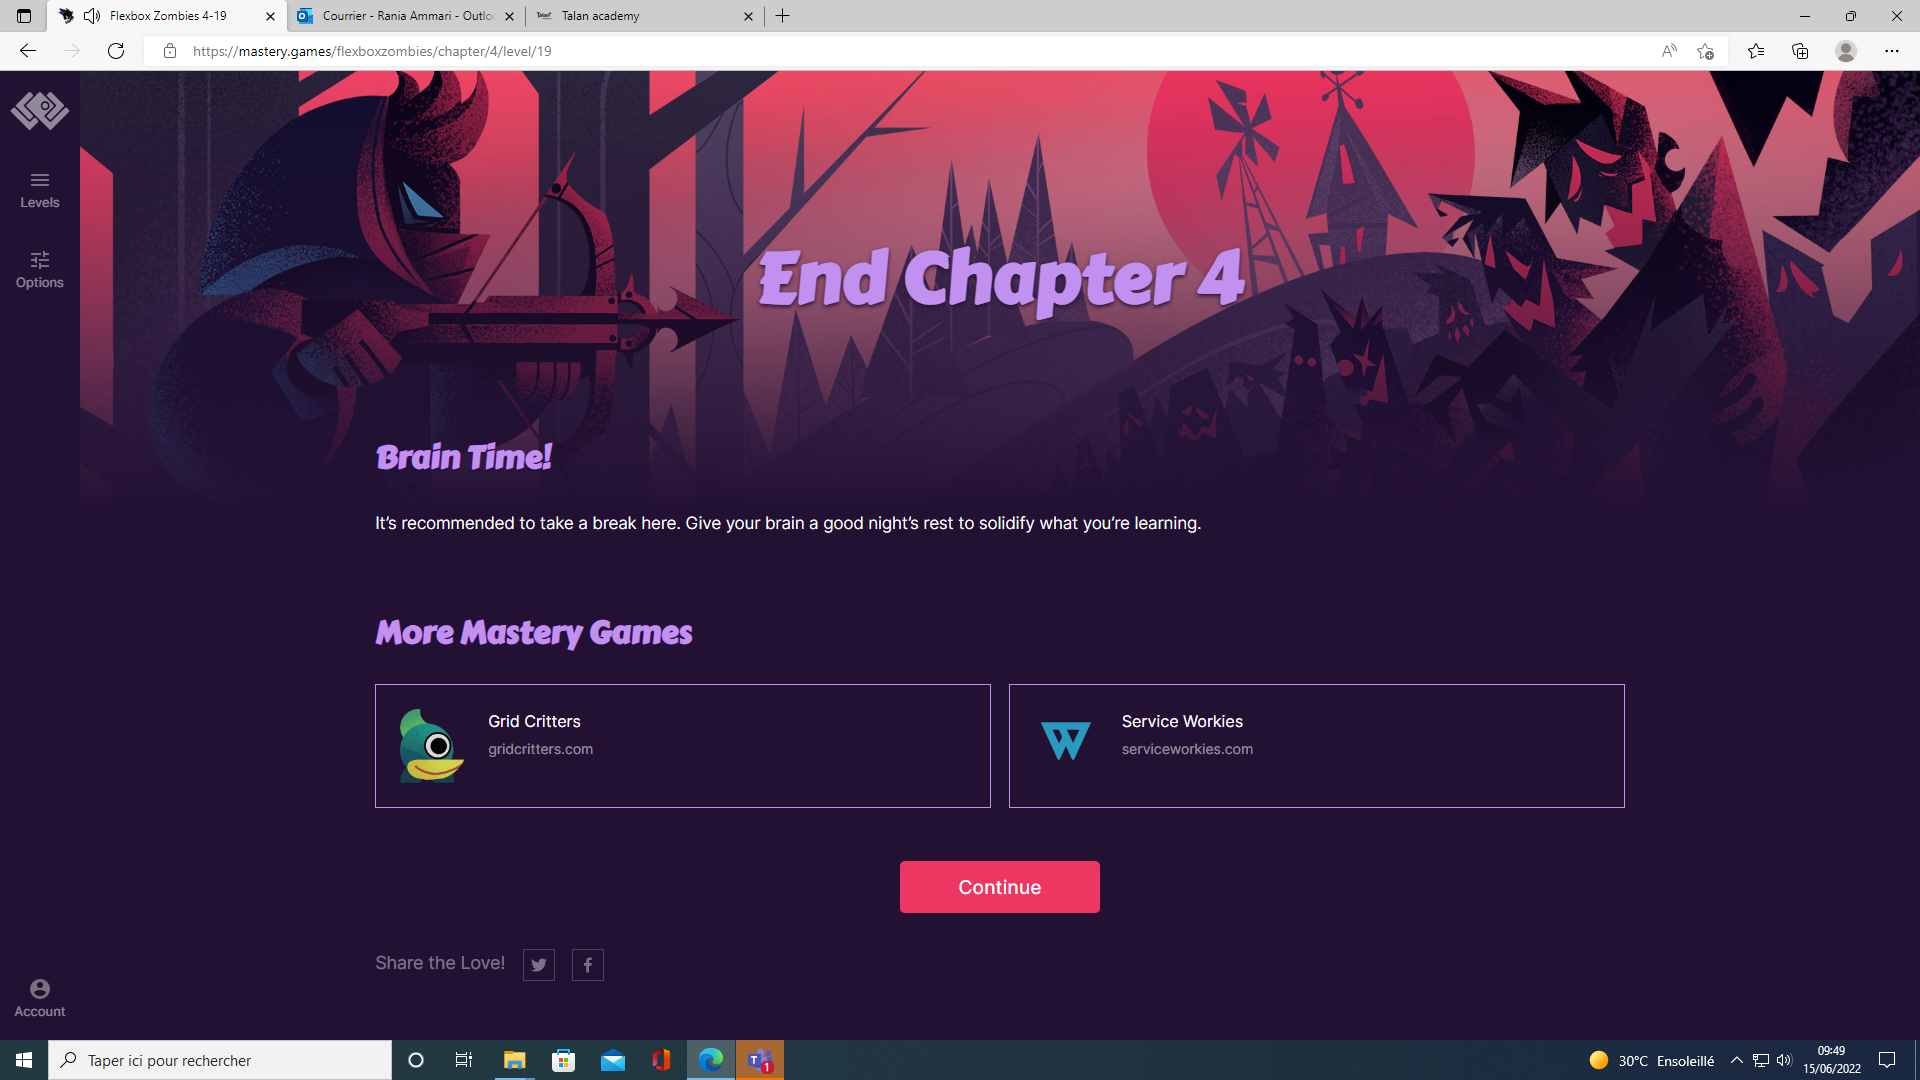 Flexbox Zombies 4-19
Courrier - Rania Ammari - Outlo
Talan academy
https://mastery.games/flexboxzombies/chapter/4/level/19
Levels
Options
End Chapter 4
Brain Time!
It's recommended to take a break here. Give your brain a good night's rest to solidify what you're learning.
More Mastery Games
Grid Critters
gridcritters.com
Service Workies
serviceworkies.com
Continue
Share the Love!
Account
Taper ici pour rechercher
1
30°C Ensoleillé
09:49
15/06/2022